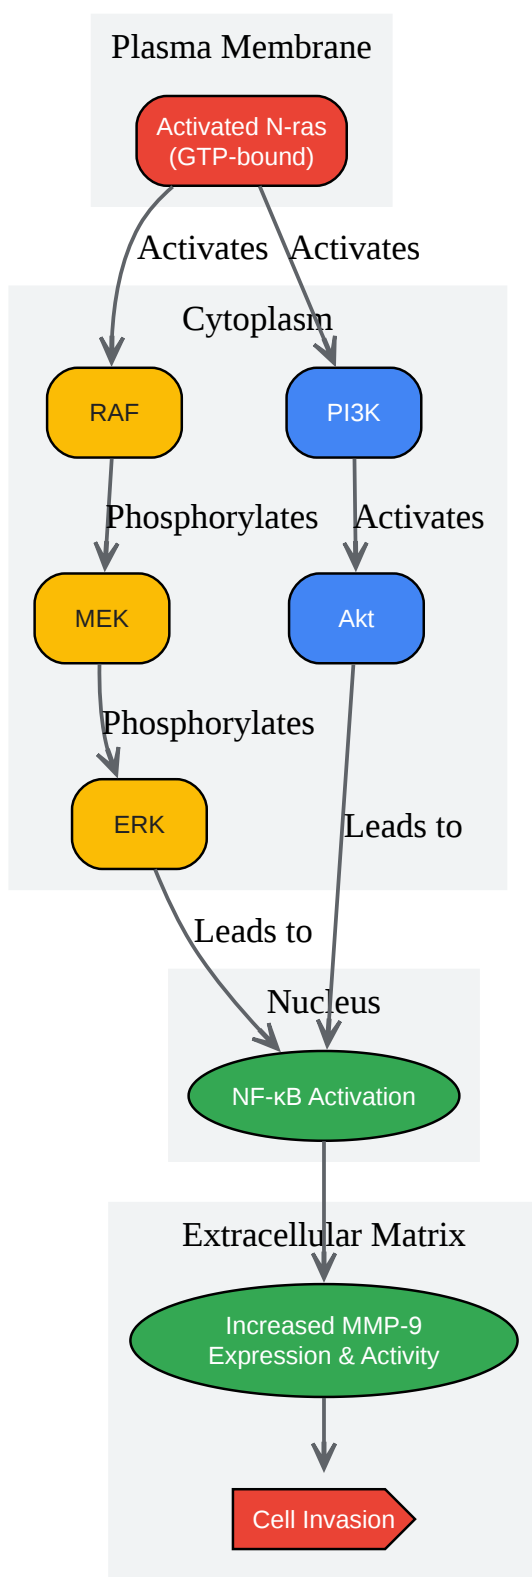 Plasma Membrane
Activated N-ras
(GTP-bound)
Activates
Activates
Cytoplasm
RAF
PI3K
Phosphorylates
Activates
MEK
Akt
Phosphorylates
ERK
Leads to
Leads to
Nucleus
NF-κB Activation
Extracellular Matrix
Increased MMP-9
Expression & Activity
Cell Invasion